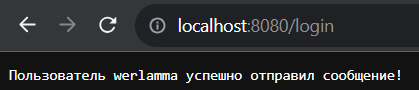 localhost:8080/login
Пользователь werlamma успешно отправил сообщение!